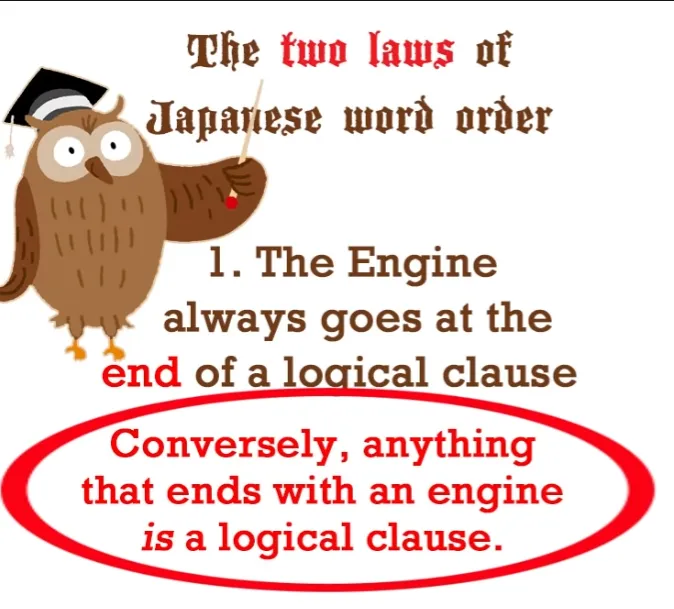 The two laws of
Japanese word order
1. The Engine
always goes at the
end of a logical clause
Conversely, anything
that ends with an engine
is a logical clause.